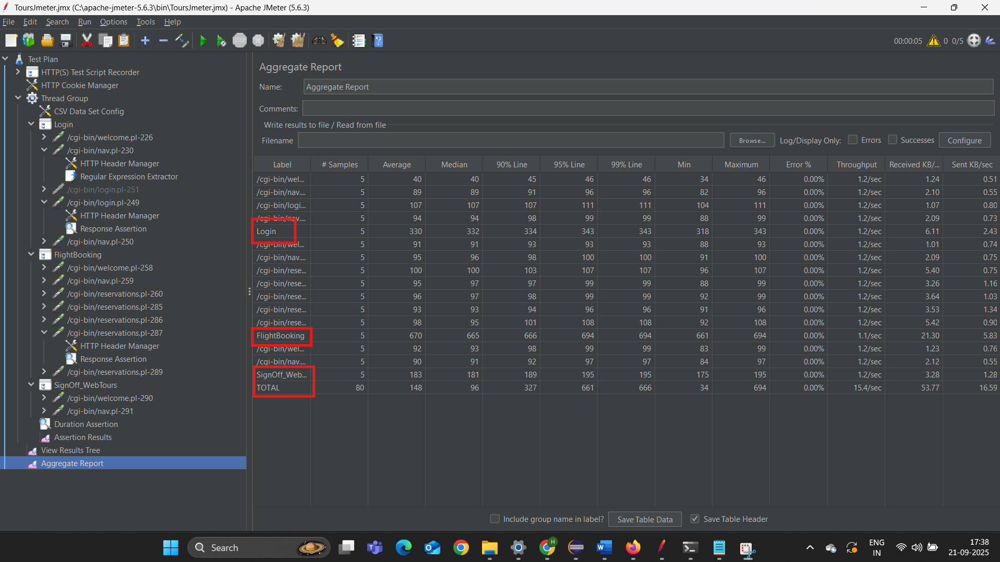 ToursJmeter.jmx (C:\apache-jmeter-5.6.3\bin\ToursJmeter.jmx) - Apache JMeter (5.6.3)
File Edit Search Run Options Tools Help
STOP 00:00:05 0 0/5
Test Plan
HTTP(S) Test Script Recorder
HTTP Cookie Manager
Thread Group
CSV Data Set Config
Login
/cgi-bin/welcome.pl-226
/cgi-bin/nav.pl-230
HTTP Header Manager
Regular Expression Extractor
/cgi-bin/login.pl-251
/cgi-bin/login.pl-249
HTTP Header Manager
Response Assertion
/cgi-bin/nav.pl-250
FlightBooking
/cgi-bin/welcome.pl-258
/cgi-bin/nav.pl-259
/cgi-bin/reservations.pl-260
/cgi-bin/reservations.pl-285
/cgi-bin/reservations.pl-286
/cgi-bin/reservations.pl-287
HTTP Header Manager
Response Assertion
/cgi-bin/reservations.pl-289
SignOff_WebTours
/cgi-bin/welcome.pl-290
/cgi-bin/nav.pl-291
Duration Assertion
Assertion Results
View Results Tree
Aggregate Report
Aggregate Report
Name: Aggregate Report
Comments:
Write results to file / Read from file
Filename Browse... Log/Display Only: Errors Successes Configure
Label # Samples Average Median 90% Line 95% Line 99% Line Min Maximum Error % Throughput Received KB/... Sent KB/sec
/cgi-bin/wel... 5 40 40 45 46 46 34 46 0.00% 1.2/sec 1.24 0.51
/cgi-bin/nav.... 5 89 89 91 96 96 82 96 0.00% 1.2/sec 2.10 0.55
/cgi-bin/logi... 5 107 107 107 111 111 104 111 0.00% 1.2/sec 1.07 0.80
/cgi-bin/nav.... 5 94 94 98 99 99 88 99 0.00% 1.2/sec 2.09 0.73
Login 5 330 332 334 343 343 318 343 0.00% 1.2/sec 6.11 2.43
/cgi-bin/wel... 5 91 91 93 93 93 88 93 0.00% 1.2/sec 1.01 0.74
/cgi-bin/nav.... 5 95 96 98 100 100 91 100 0.00% 1.2/sec 2.09 0.75
/cgi-bin/rese... 5 100 100 103 107 107 96 107 0.00% 1.2/sec 5.40 0.75
/cgi-bin/rese... 5 95 97 97 99 99 88 99 0.00% 1.2/sec 3.26 1.16
/cgi-bin/rese... 5 96 97 98 99 99 92 99 0.00% 1.2/sec 3.64 1.03
/cgi-bin/rese... 5 93 93 94 96 96 91 96 0.00% 1.2/sec 3.53 1.34
/cgi-bin/rese... 5 98 95 101 108 108 92 108 0.00% 1.2/sec 5.42 0.90
FlightBooking 5 670 665 666 694 694 661 694 0.00% 1.1/sec 21.30 5.83
/cgi-bin/wel... 5 92 93 98 99 99 83 99 0.00% 1.2/sec 1.23 0.76
/cgi-bin/nav.... 5 90 91 92 97 97 84 97 0.00% 1.2/sec 2.12 0.55
SignOff_Web... 5 183 181 189 195 195 175 195 0.00% 1.2/sec 3.28 1.28
TOTAL 80 148 96 327 661 666 34 694 0.00% 15.4/sec 53.77 16.59
Include group name in label? Save Table Data Save Table Header
Search
H
ENG
IN
17:38
21-09-2025